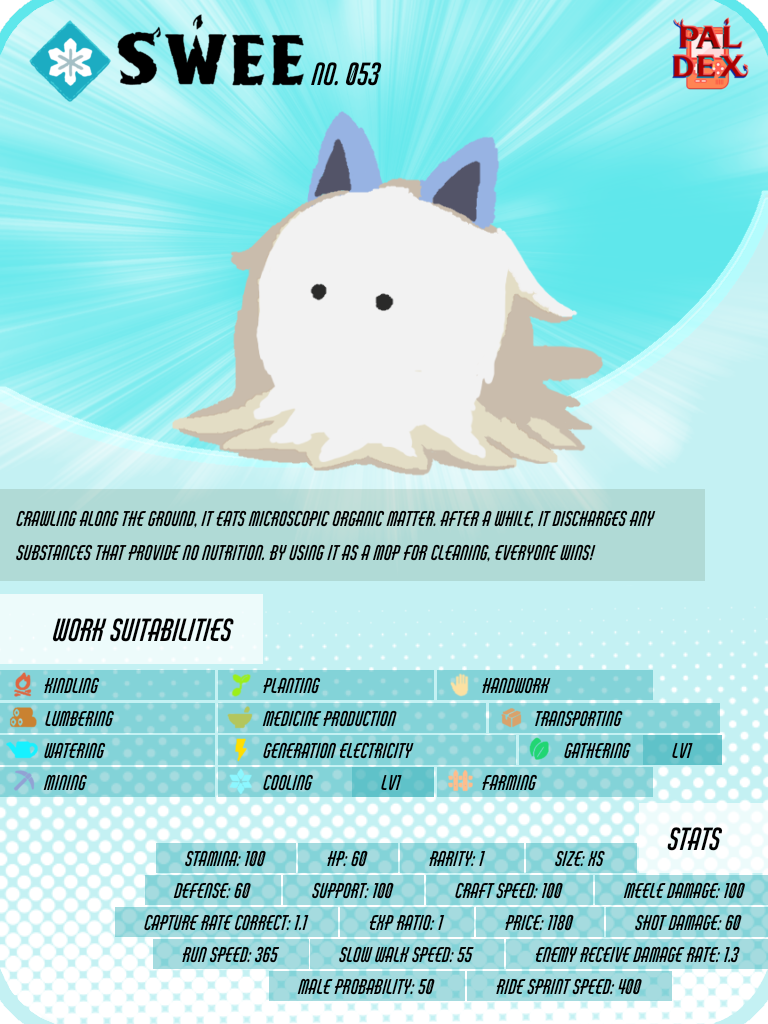 SWEE NO. 053
PAL
DEX
CRAWLING ALONG THE GROUND, IT EATS MICROSCOPIC ORGANIC MATTER. AFTER A WHILE, IT DISCHARGES ANY
SUBSTANCES THAT PROVIDE NO NUTRITION. BY USING IT AS A MOP FOR CLEANING, EVERYONE WINS!
WORK SUITABILITIES
KINDLING PLANTING HANDWORK
LUMBERING MEDICINE PRODUCTION TRANSPORTING
WATERING GENERATION ELECTRICITY GATHERING LV1
MINING COOLING LV1 FARMING
STATS
STAMINA: 100 HP: 60 RARITY: 1 SIZE: XS
DEFENSE: 60 SUPPORT: 100 CRAFT SPEED: 100 MEELE DAMAGE: 100
CAPTURE RATE CORRECT: 1.1 EXP RATIO: 1 PRICE: 1180 SHOT DAMAGE: 60
RUN SPEED: 365 SLOW WALK SPEED: 55 ENEMY RECEIVE DAMAGE RATE: 1.3
MALE PROBABILITY: 50 RIDE SPRINT SPEED: 400